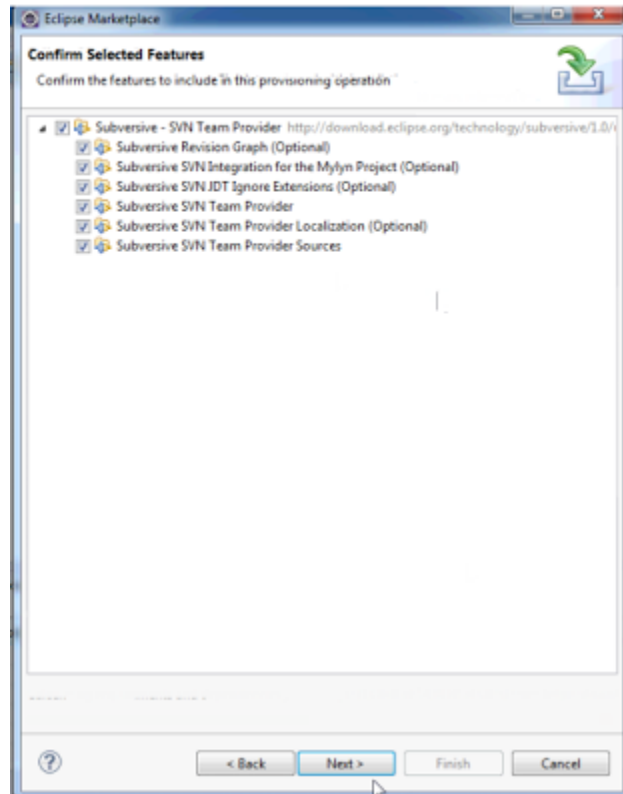 Eclipse Marketplace
Confirm Selected Features
Confirm the features to include in this provisioning operation
Subversive - SVN Team Provider http://download.eclipse.org/technology/subversive/1.0/
Subversive Revision Graph (Optional)
Subversive SVN Integration for the Mylyn Project (Optional)
Subversive SVN JDT Ignore Extensions (Optional)
Subversive SVN Team Provider
Subversive SVN Team Provider Localization (Optional)
Subversive SVN Team Provider Sources
?
< Back Next > Finish Cancel